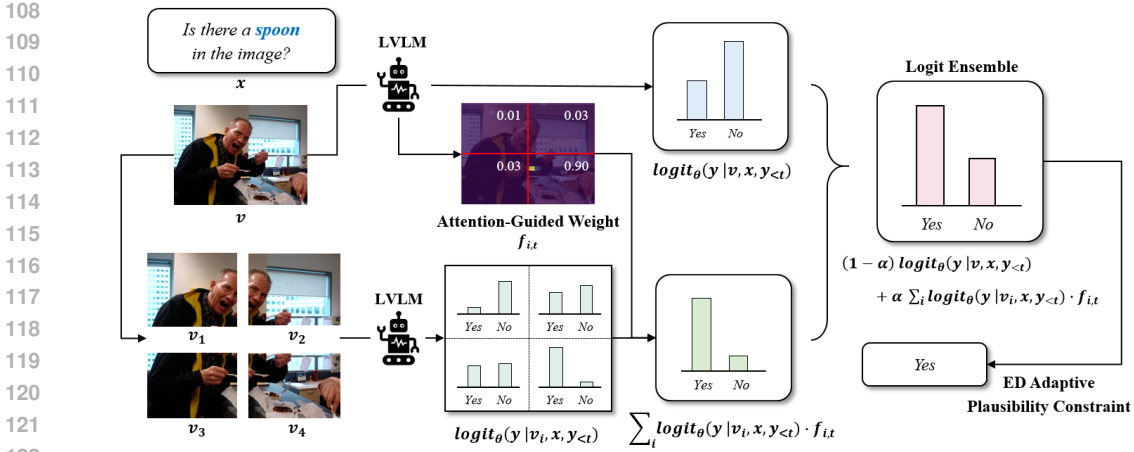 108
109
110
111
112
113
114
115
116
117
118
119
120
121
Is there a spoon
in the image?
x
LVLM
v
0.01
0.03
0.03
0.90
Attention-Guided Weight
f_{i,t}
Yes No
logit_θ(y |v, x, y_{<t})
Logit Ensemble
Yes No
(1 − α) logit_θ(y |v, x, y_{<t})
+ α ∑_i logit_θ(y |v_i, x, y_{<t}) · f_{i,t}
v_1
v_2
v_3
v_4
LVLM
Yes No
Yes No
Yes No
Yes No
logit_θ(y |v_i, x, y_{<t})
Yes No
∑_i logit_θ(y |v_i, x, y_{<t}) · f_{i,t}
Yes
ED Adaptive
Plausibility Constraint